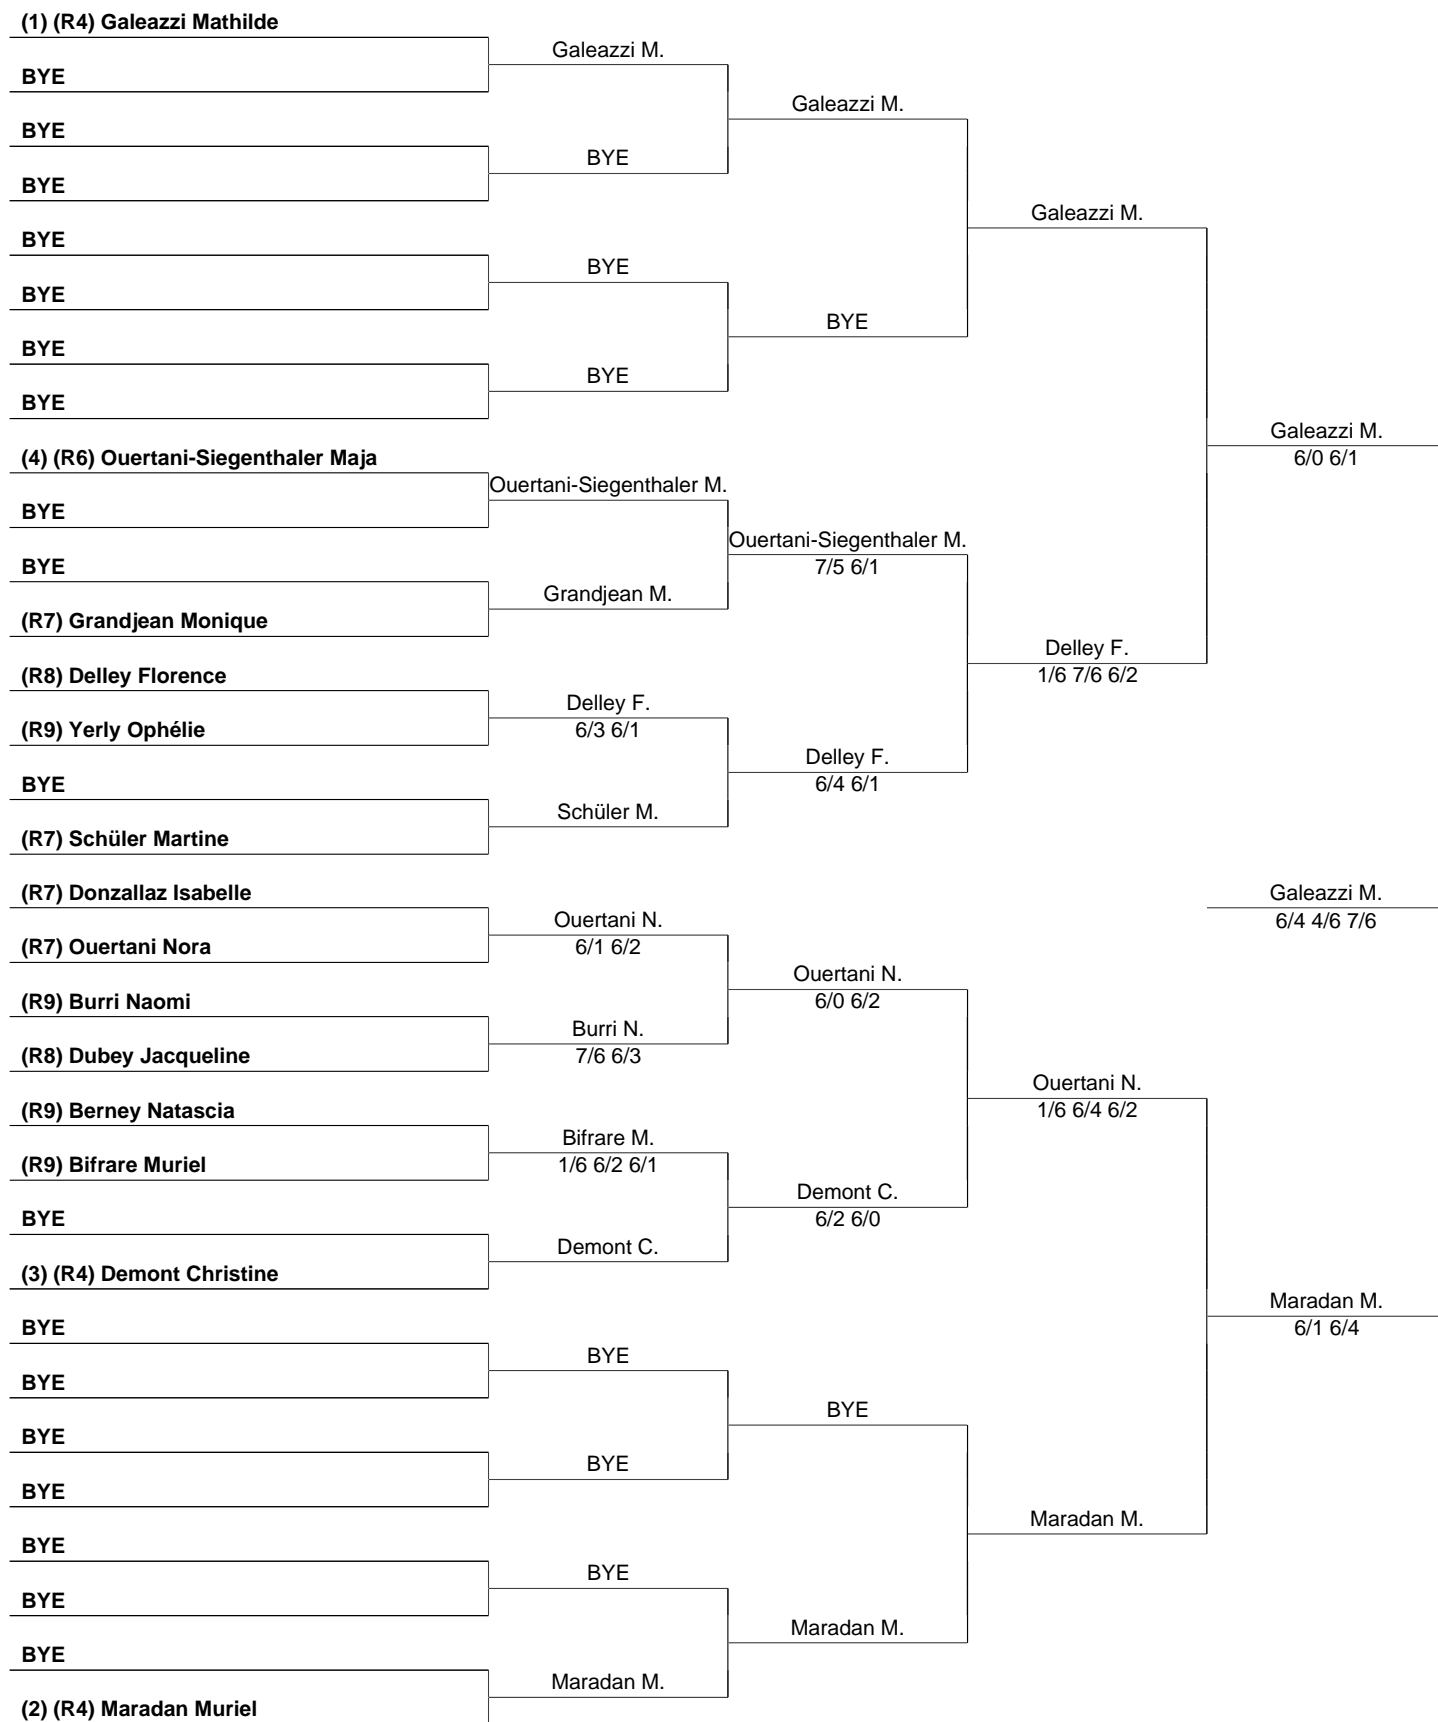 (1) (R4) Galeazzi Mathilde
BYE
BYE
BYE
BYE
BYE
BYE
BYE
(4) (R6) Ouertani-Siegenthaler Maja
BYE
BYE
(R7) Grandjean Monique
(R8) Delley Florence
(R9) Yerly Ophélie
BYE
(R7) Schüler Martine
(R7) Donzallaz Isabelle
(R7) Ouertani Nora
(R9) Burri Naomi
(R8) Dubey Jacqueline
(R9) Berney Natascia
(R9) Bifrare Muriel
BYE
(3) (R4) Demont Christine
BYE
BYE
BYE
BYE
BYE
BYE
BYE
(2) (R4) Maradan Muriel
Galeazzi M.
BYE
BYE
BYE
Ouertani-Siegenthaler M.
Grandjean M.
Delley F.
6/3 6/1
Schüler M.
Ouertani N.
6/1 6/2
Burri N.
7/6 6/3
Bifrare M.
1/6 6/2 6/1
Demont C.
BYE
BYE
BYE
Maradan M.
Galeazzi M.
BYE
Ouertani-Siegenthaler M.
7/5 6/1
Delley F.
6/4 6/1
Ouertani N.
6/0 6/2
Demont C.
6/2 6/0
BYE
Maradan M.
Galeazzi M.
Delley F.
1/6 7/6 6/2
Ouertani N.
1/6 6/4 6/2
Maradan M.
Galeazzi M.
6/0 6/1
Galeazzi M.
6/4 4/6 7/6
Maradan M.
6/1 6/4